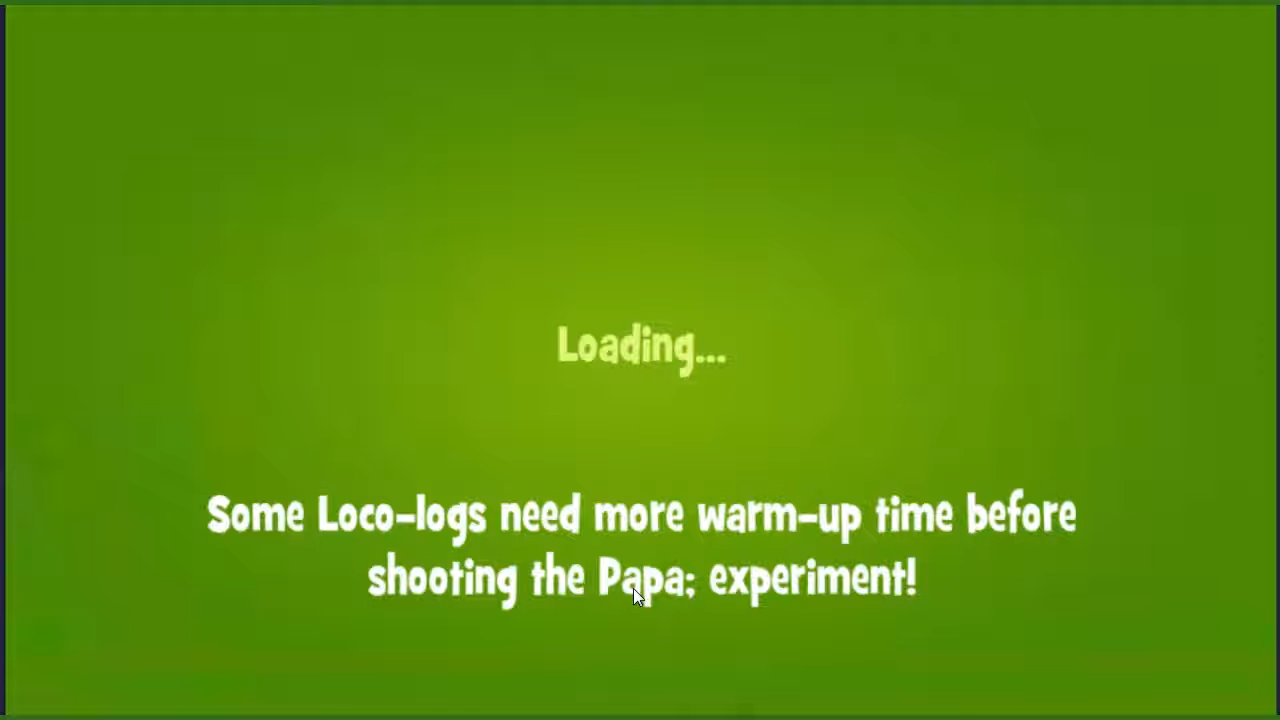 Loading...
Some Loco-logs need more warm-up time before
shooting the Papa; experiment!